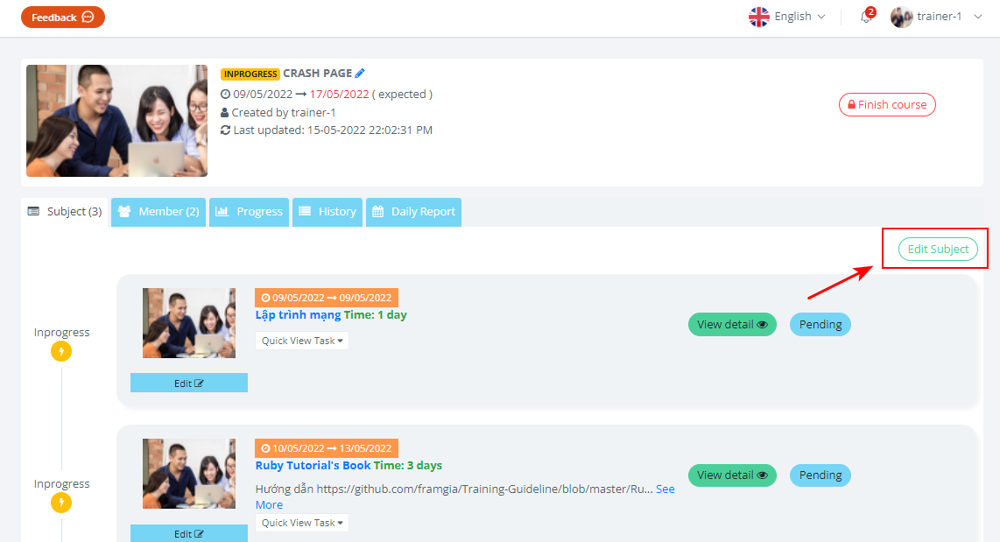 Feedback
English
2
trainer-1
INPROGRESS CRASH PAGE
09/05/2022 → 17/05/2022 ( expected )
Created by trainer-1
Last updated: 15-05-2022 22:02:31 PM
Finish course
Subject (3)
Member (2)
Progress
History
Daily Report
Edit Subject
Inprogress
09/05/2022 → 09/05/2022
Lập trình mạng Time: 1 day
Quick View Task
View detail
Pending
Edit
Inprogress
10/05/2022 → 13/05/2022
Ruby Tutorial's Book Time: 3 days
Hướng dẫn https://github.com/framgia/Training-Guideline/blob/master/Ru... See
More
Quick View Task
View detail
Pending
Edit